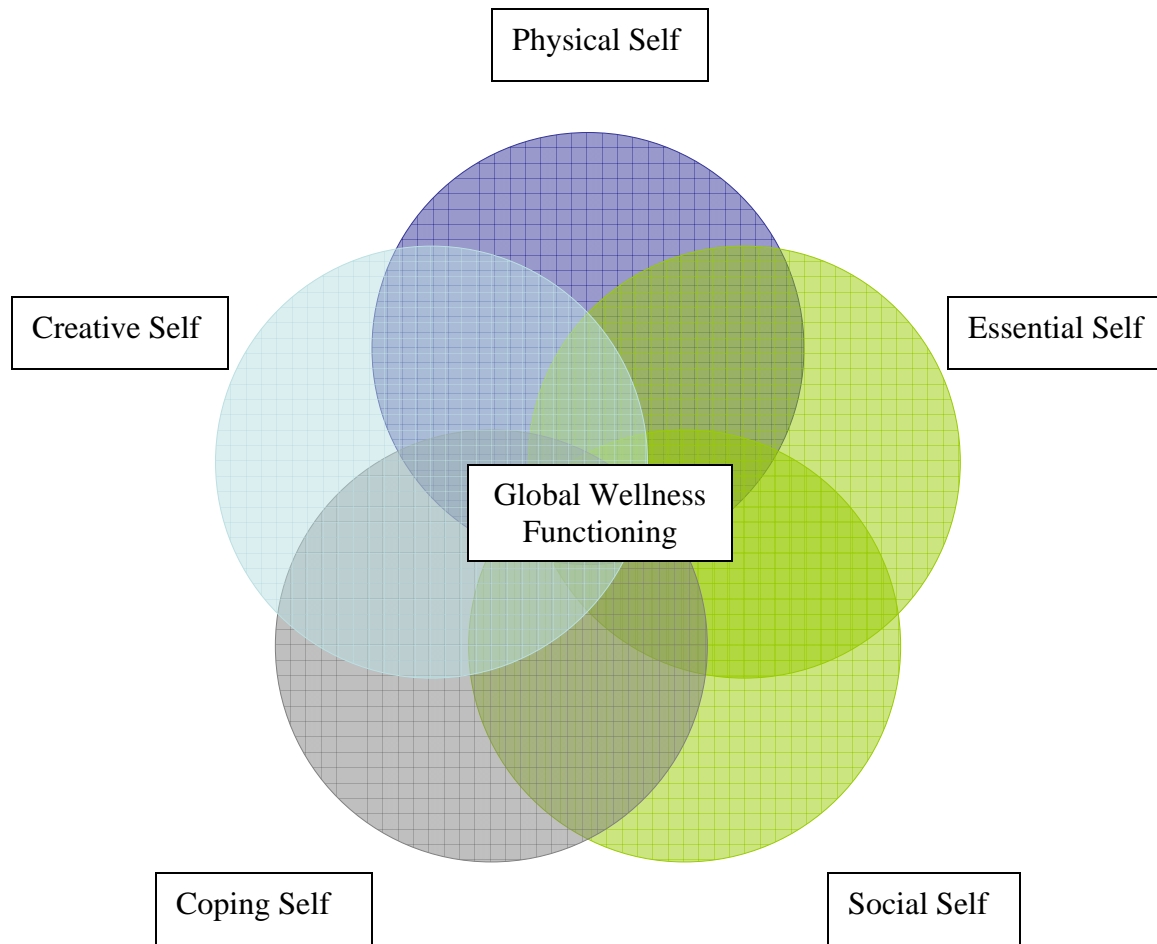 Physical Self
Creative Self
Essential Self
Global Wellness
Functioning
Coping Self
Social Self